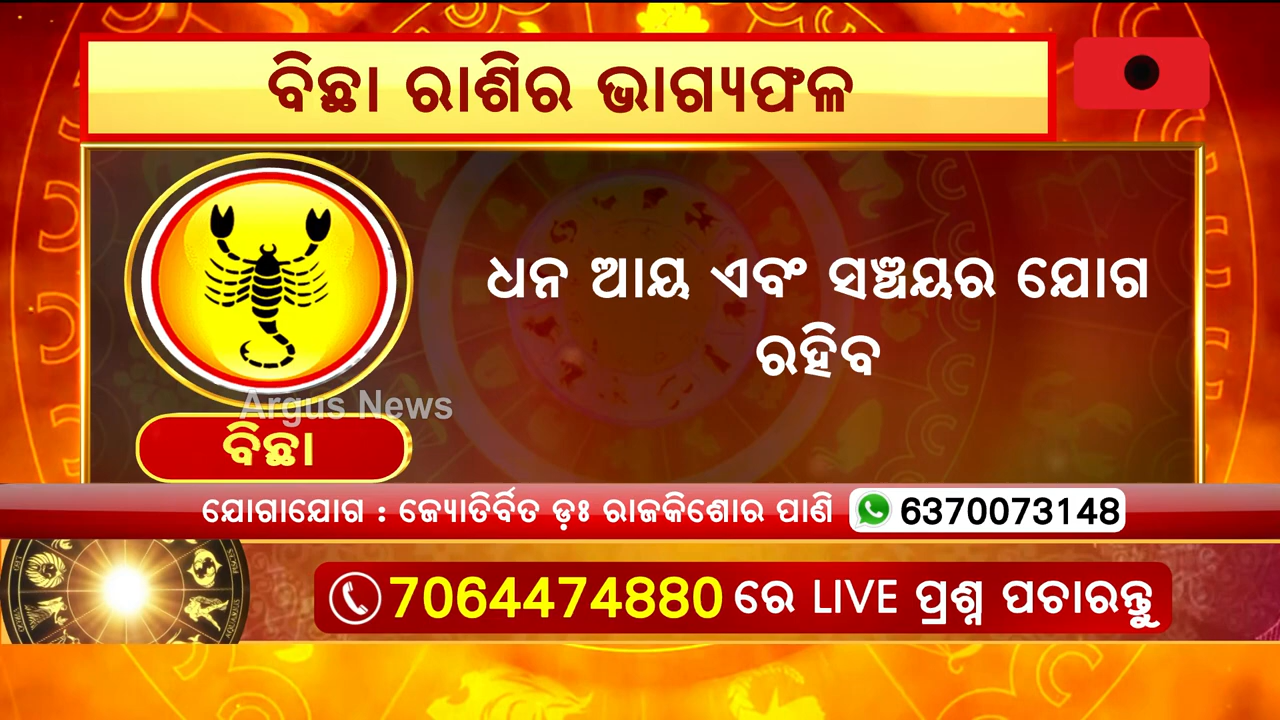 ବିଛା ରାଶିର ଭାଗ୍ୟଫଳ
ଧନ ଆୟ ଏବଂ ସଞ୍ଚୟର ଯୋଗ
ରହିବ
Argus News
ବିଛା
ଯୋଗାଯୋଗ : ଜ୍ୟୋତିର୍ବିତ ଡ଼ଃ ରାଜକିଶୋର ପାଣି 6370073148
7064474880 ରେ LIVE ପ୍ରଶ୍ନ ପଚାରନ୍ତୁ